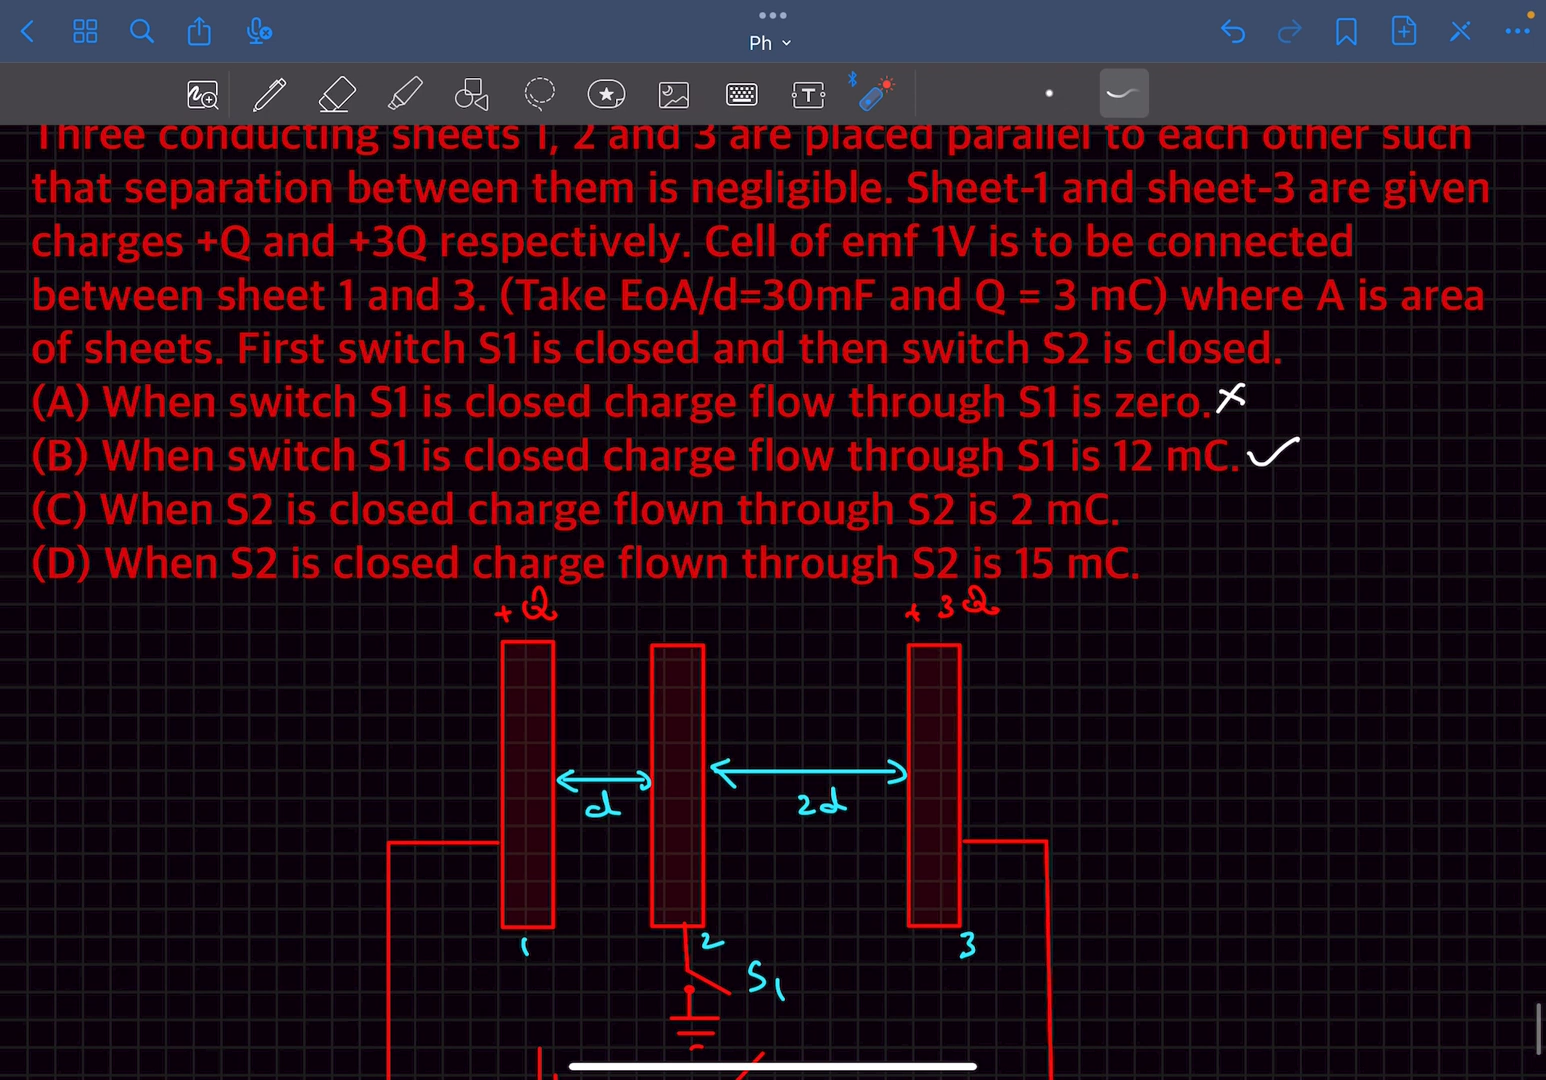 Ph
T
Three conducting sheets 1, 2 and 3 are placed parallel to each other such
that separation between them is negligible. Sheet-1 and sheet-3 are given
charges +Q and +3Q respectively. Cell of emf 1V is to be connected
between sheet 1 and 3. (Take EoA/d=30mF and Q = 3 mC) where A is area
of sheets. First switch S1 is closed and then switch S2 is closed.
(A) When switch S1 is closed charge flow through S1 is zero.
(B) When switch S1 is closed charge flow through S1 is 12 mC.
(C) When S2 is closed charge flown through S2 is 2 mC.
(D) When S2 is closed charge flown through S2 is 15 mC.
+Q +3Q
d 2d
1 2 3
S1